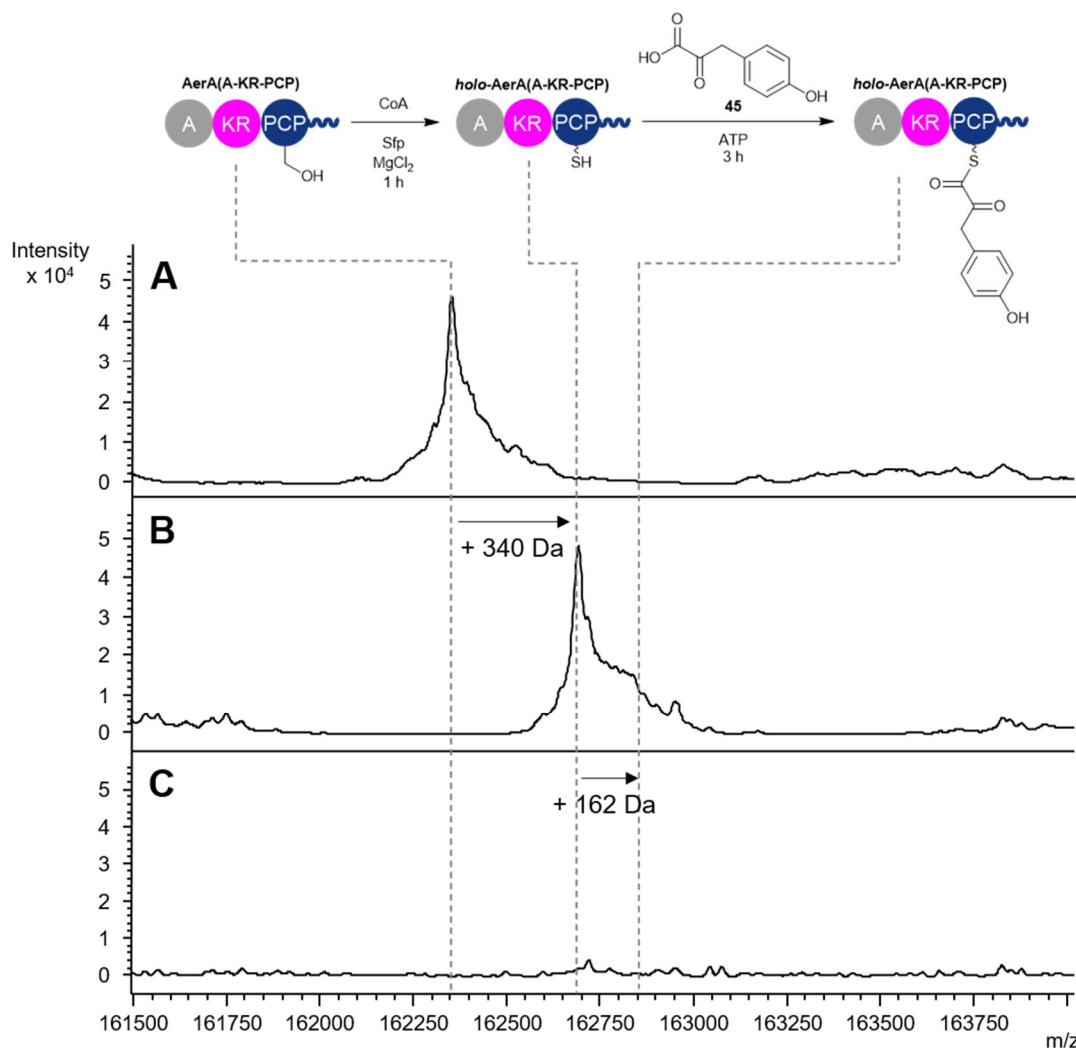 AerA(A-KR-PCP)
A KR PCP
OH
CoA
Sfp
MgCl₂
1 h
holo-AerA(A-KR-PCP)
A KR PCP
SH
HO O O OH
45
ATP
3 h
holo-AerA(A-KR-PCP)
A KR PCP
S
O O
OH
Intensity
x 10⁴
A
5
4
3
2
1
0
B
+ 340 Da
5
4
3
2
1
0
C
+ 162 Da
5
4
3
2
1
0
161500 161750 162000 162250 162500 162750 163000 163250 163500 163750
m/z